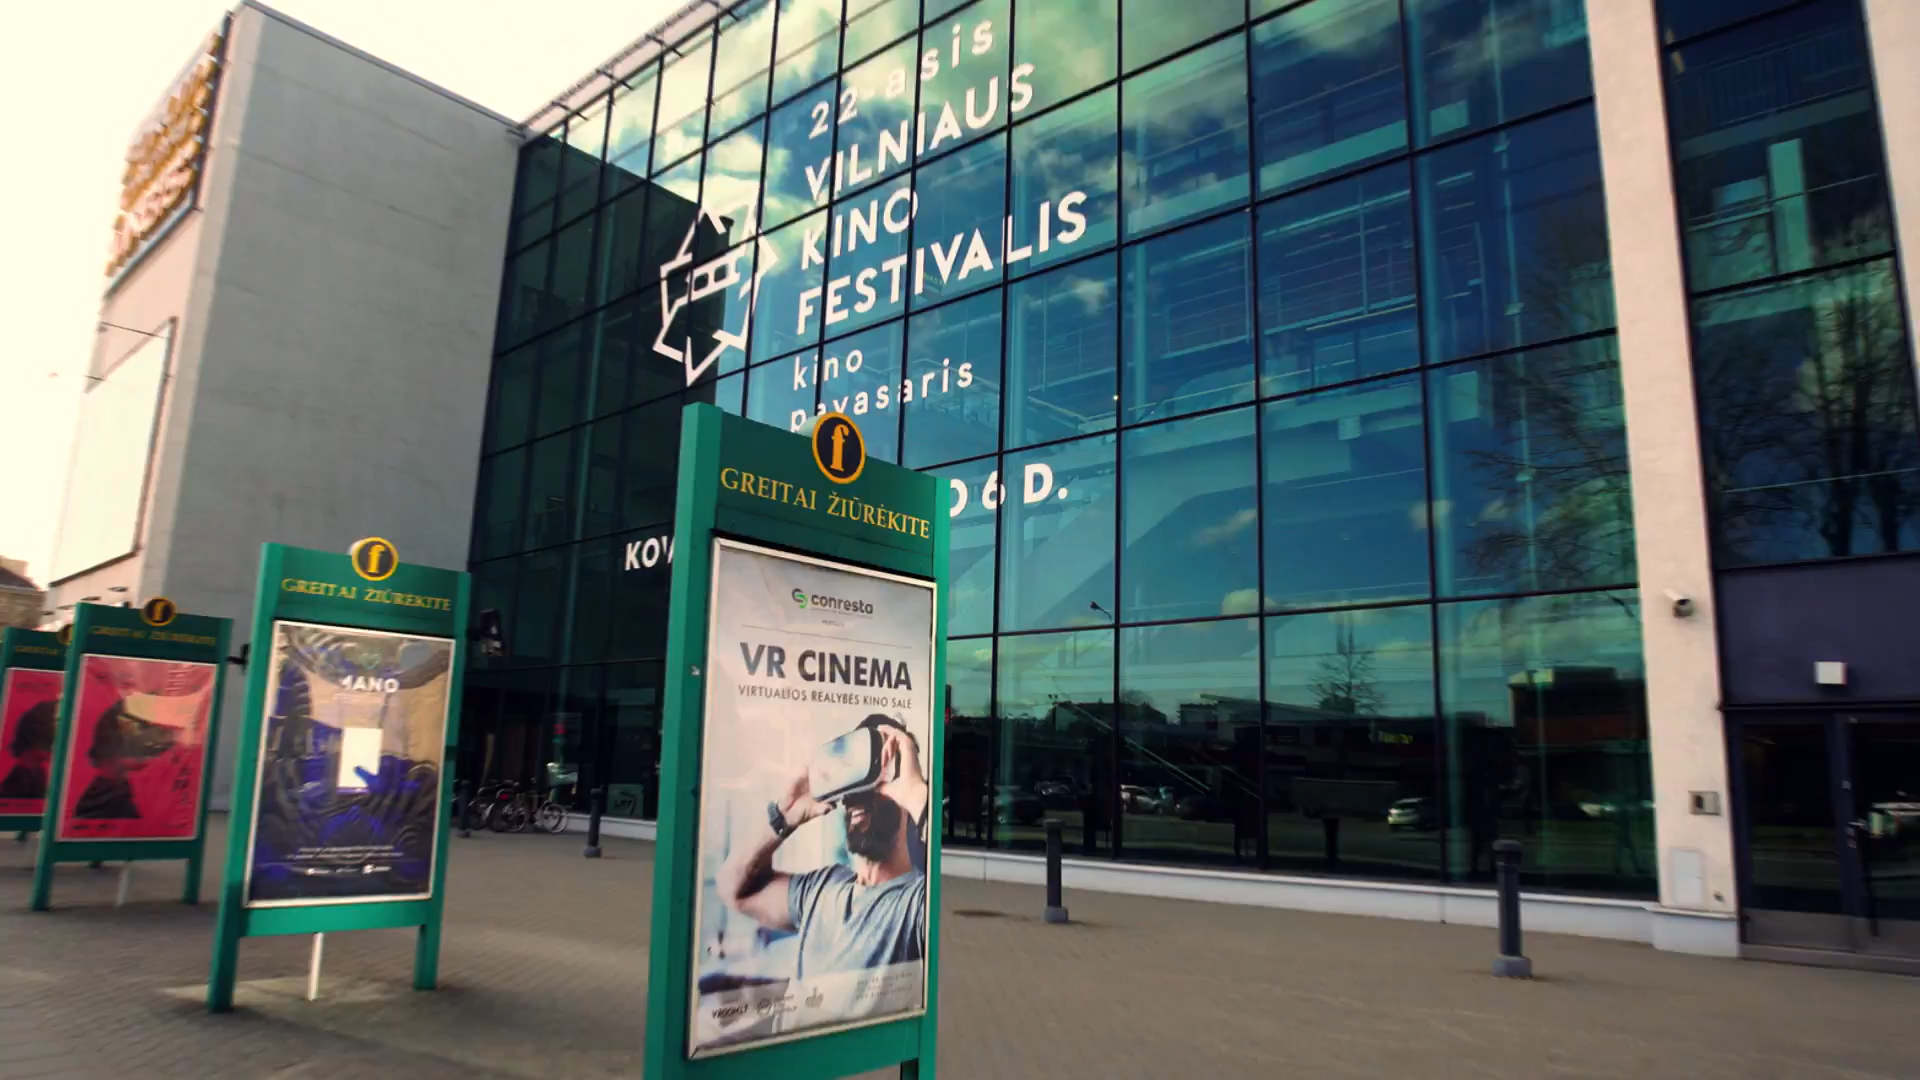 22-asis
VILNIAUS
KINO
FESTIVALIS
kino
pavasaris
KOV
06 D.
GREITAI ŽIŪRĖKITE
conresta
VR CINEMA
VIRTUALIOS REALYBĖS KINO SALĖ
GREITAI ŽIŪRĖKITE
MANO
GREITAI ŽIŪRĖKITE